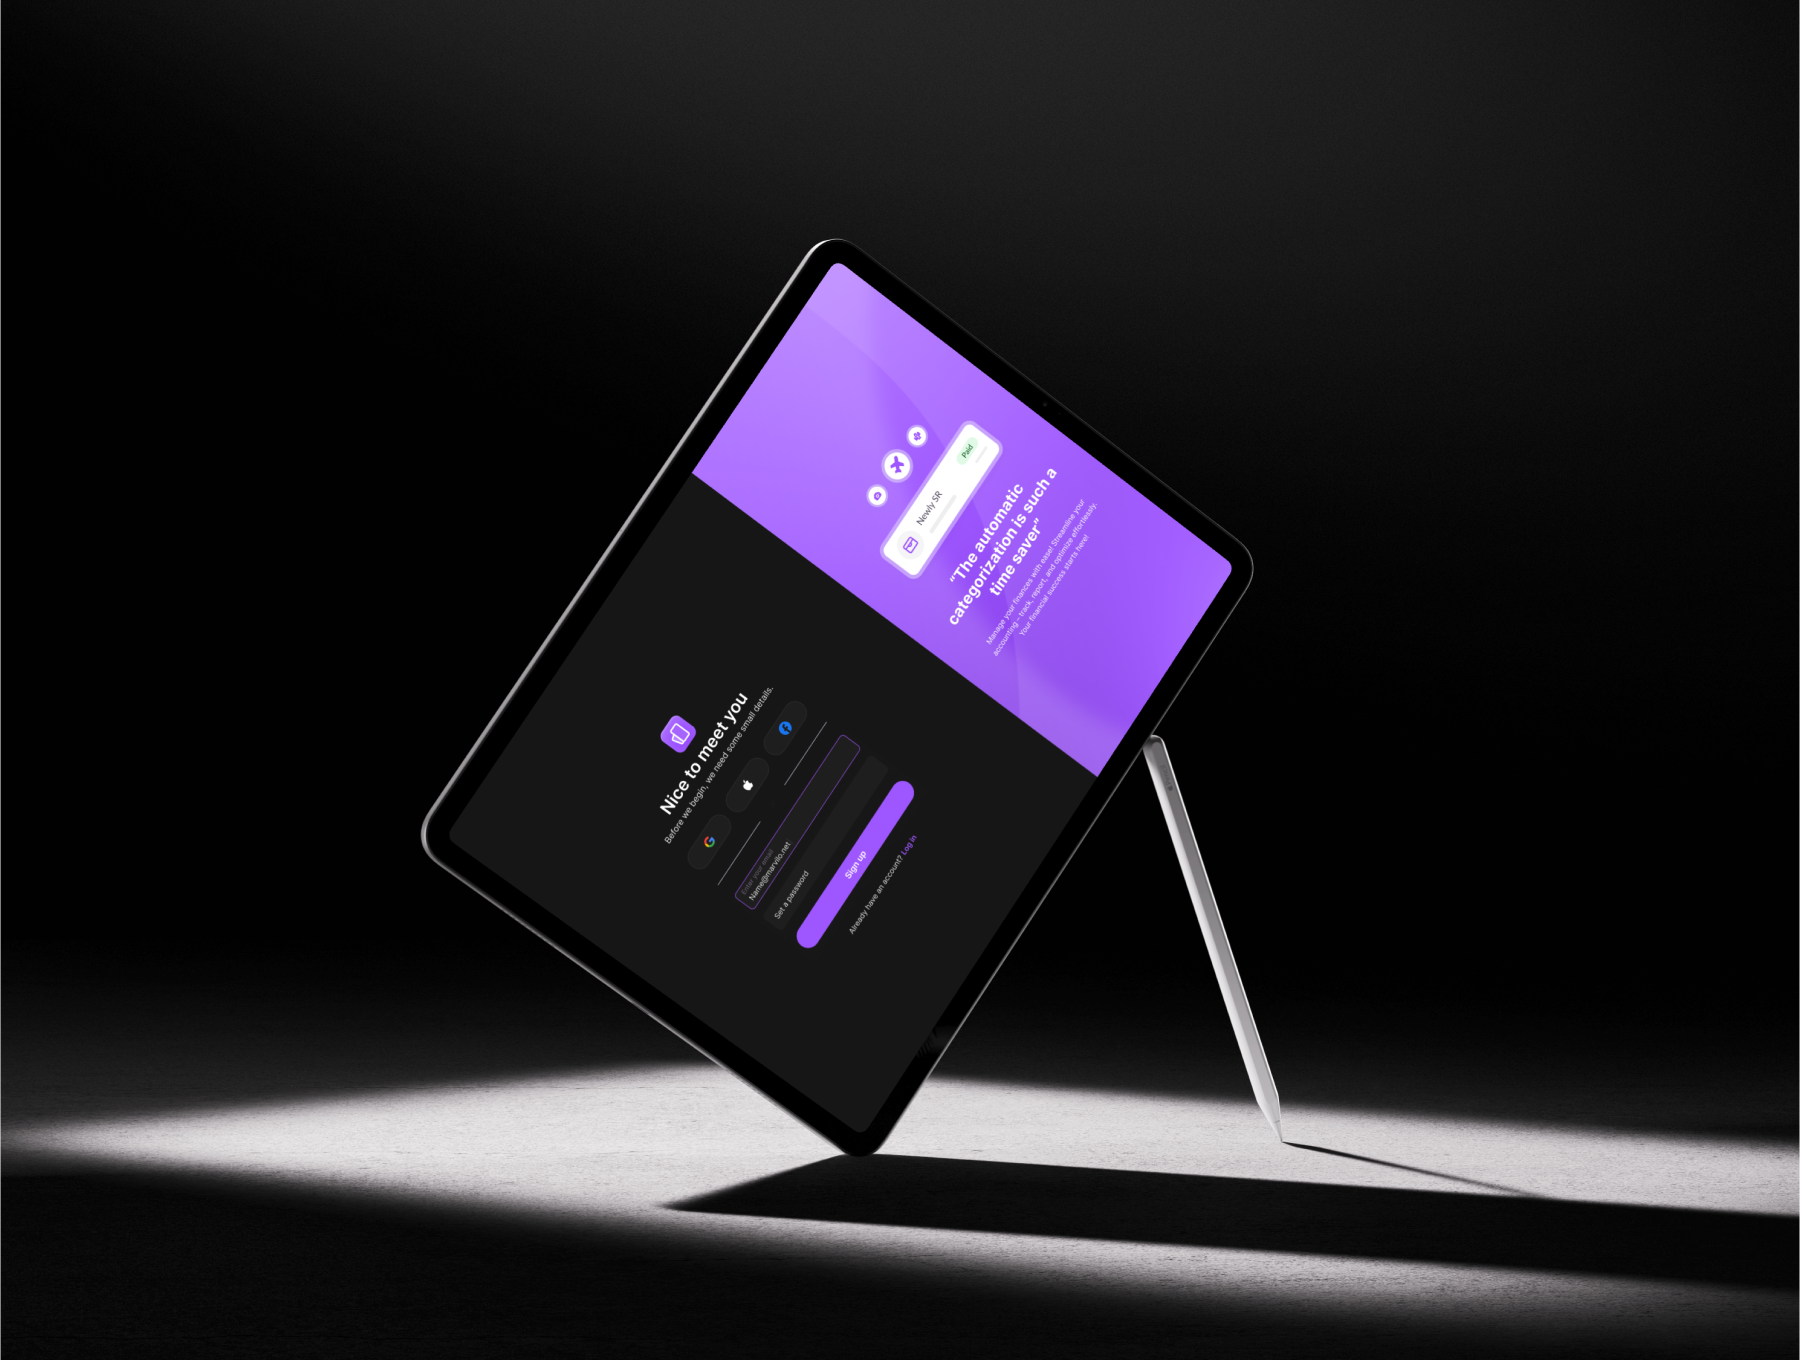 Nice to meet you
Before we begin, we need some small details.
Enter your email
Name@marvilo.net
Set a password
Sign up
Already have an account? Log in
Newly SR
Paid
“The automatic
categorization is such a
time saver”
Manage your finances with ease! Streamline your
accounting – track, report, and optimize effortlessly.
Your financial success starts here!